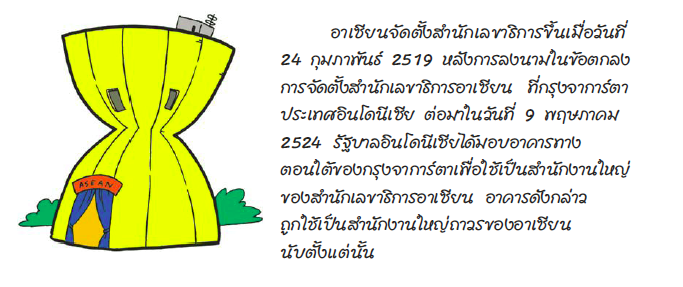 ASEAN
อาเซียนจัดตั้งสำนักเลขาธิการขึ้นเมื่อวันที่
24 กุมภาพันธ์ 2519 หลังการลงนามในข้อตกลง
การจัดตั้งสำนักเลขาธิการอาเซียน ที่กรุงจาการ์ตา
ประเทศอินโดนีเซีย ต่อมาในวันที่ 9 พฤษภาคม
2524 รัฐบาลอินโดนีเซียได้มอบอาคารทาง
ตอนใต้ของกรุงจาการ์ตาเพื่อใช้เป็นสำนักงานใหญ่
ของสำนักเลขาธิการอาเซียน อาคารดังกล่าว
ถูกใช้เป็นสำนักงานใหญ่ถาวรของอาเซียน
นับตั้งแต่นั้น